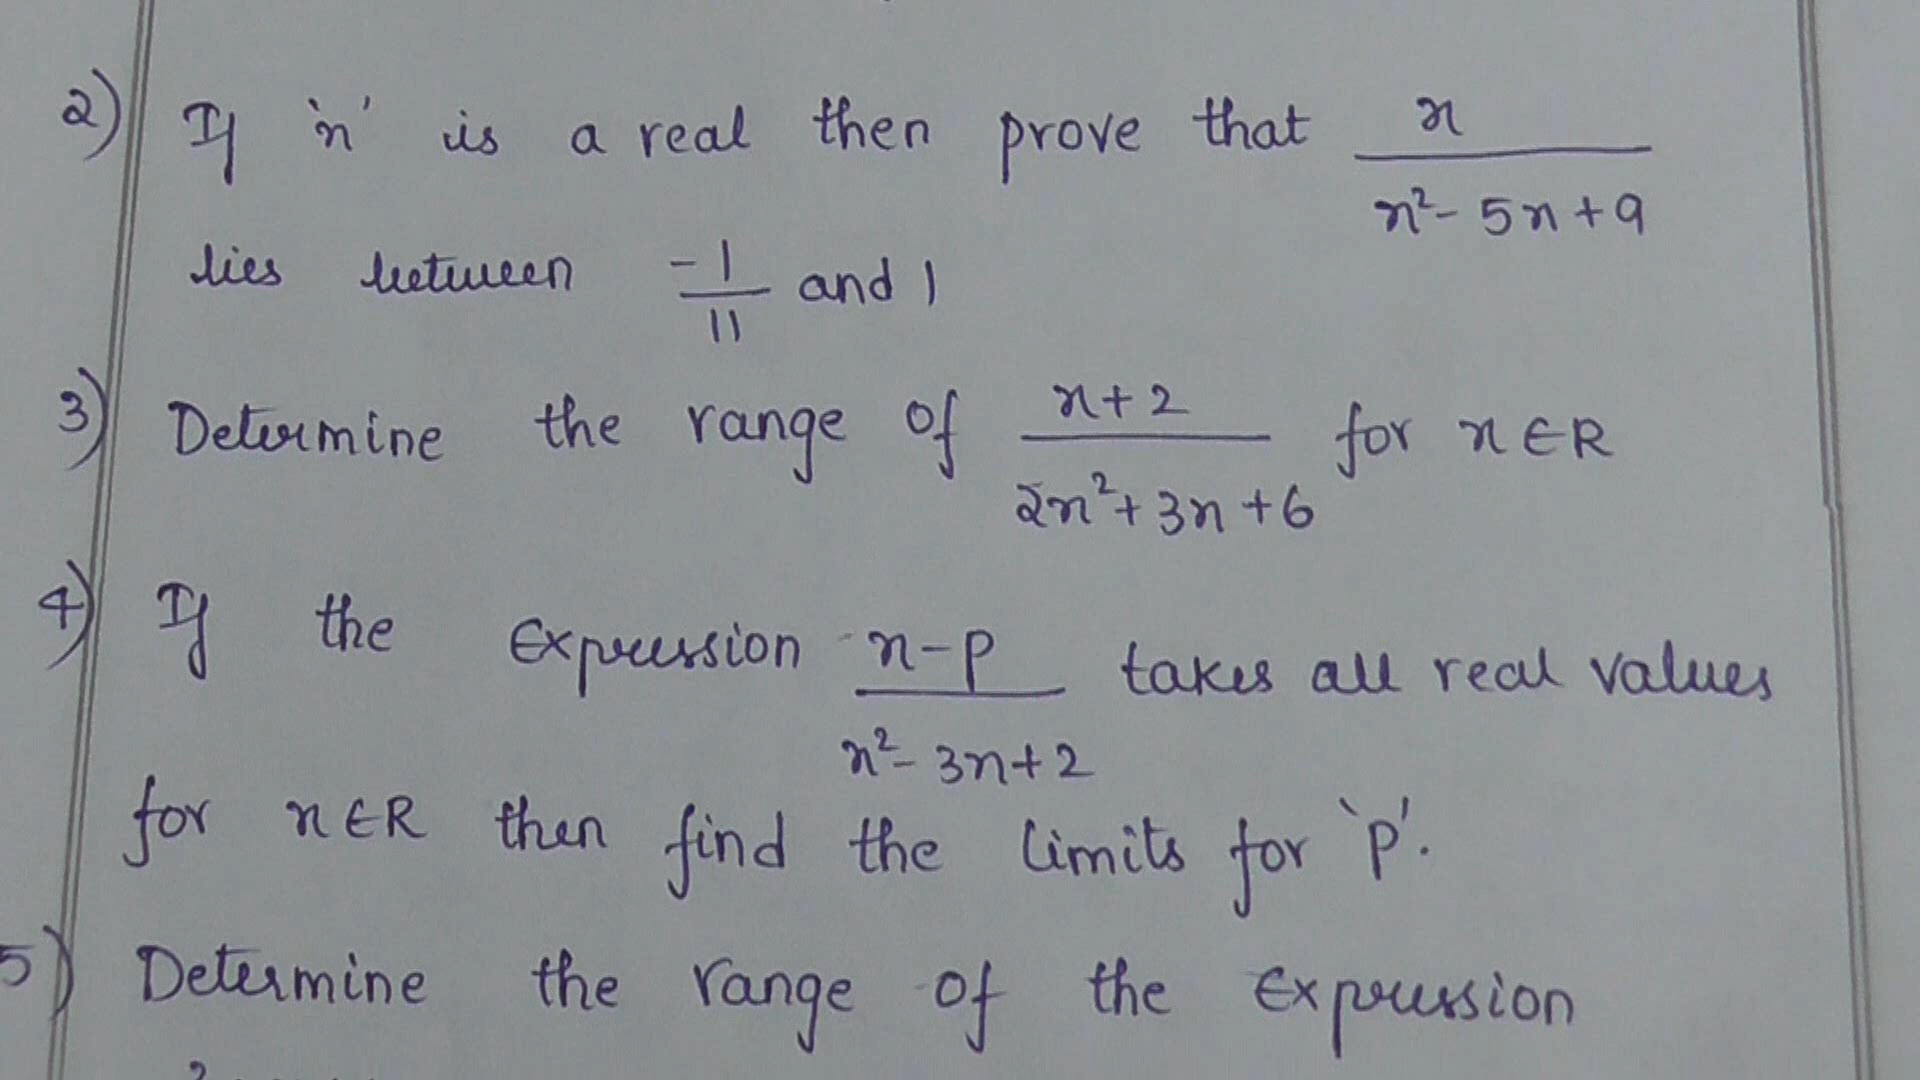 2) If 'x' is a real then prove that x / x² - 5x + 9
lies between -1/11 and 1
3) Determine the range of x+2 / 2x² + 3x + 6 for x ∈ R
4) If the Expression x-p / x² - 3x + 2 takes all real values
for x ∈ R then find the limits for 'p'.
5) Determine the range of the Expression